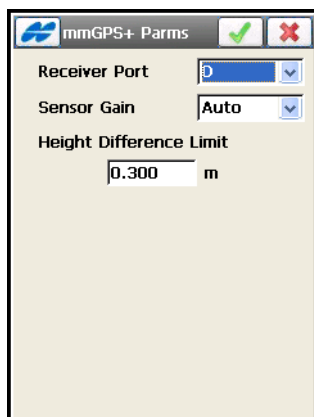 mmGPS+ Parms
Receiver Port D
Sensor Gain Auto
Height Difference Limit
0.300 m